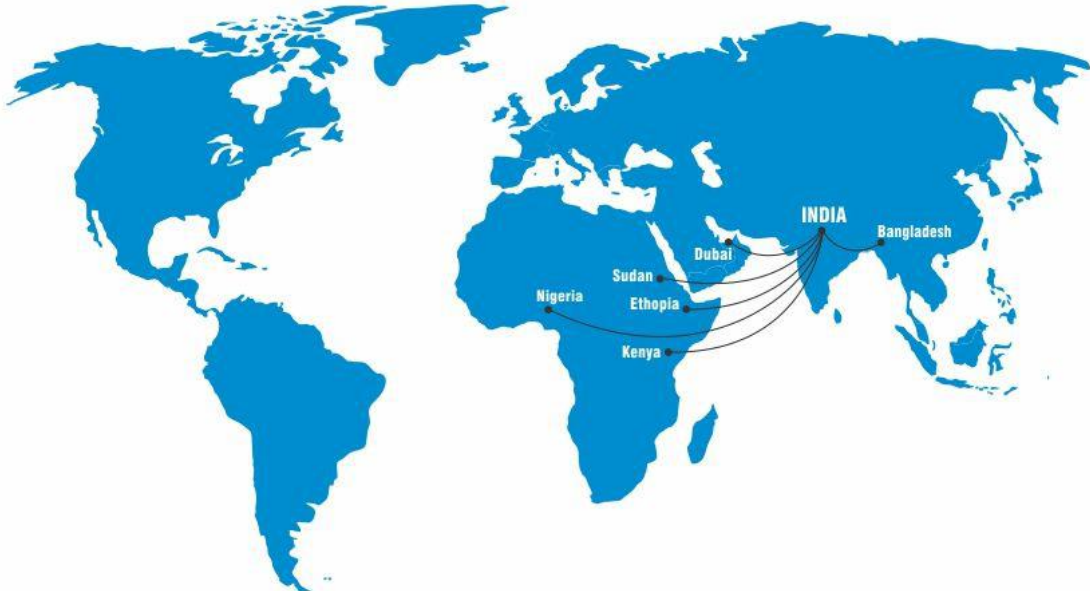 INDIA
Bangladesh
Dubai
Sudan
Nigeria
Ethopia
Kenya